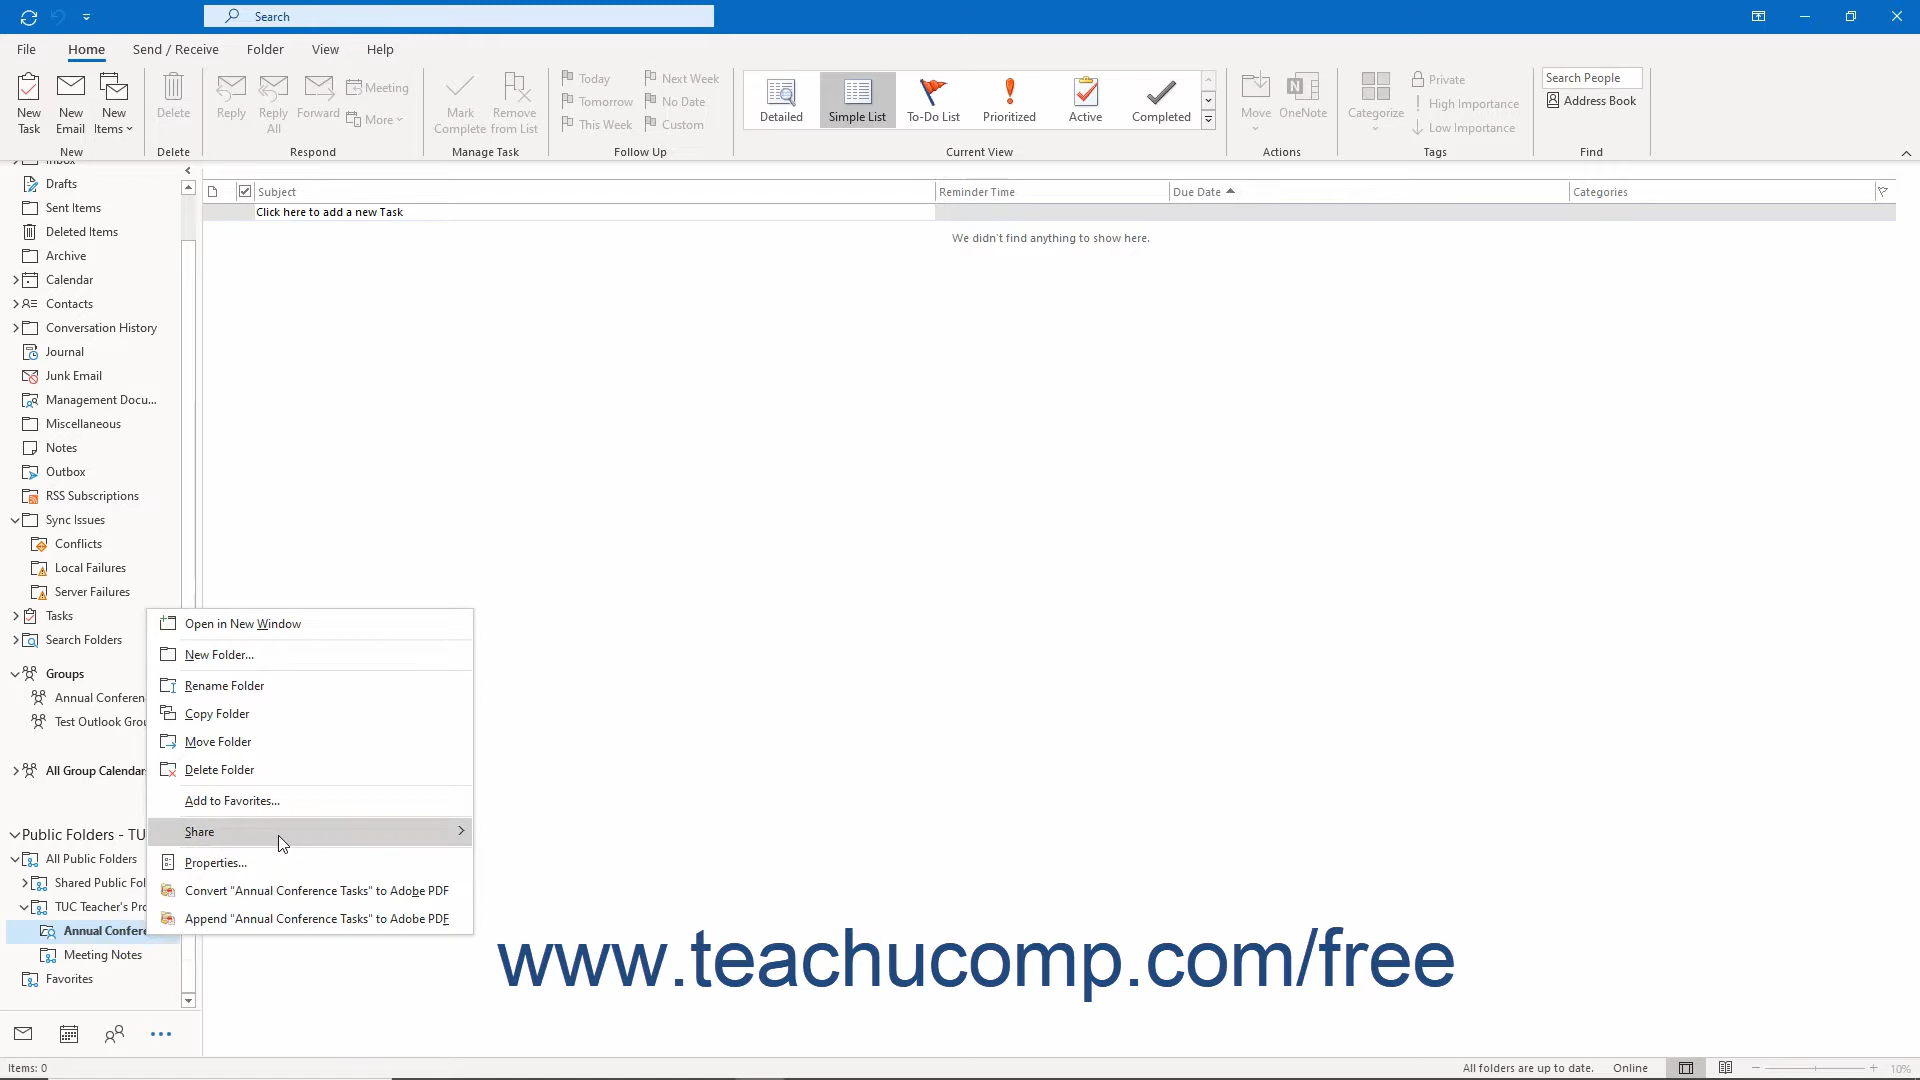 Search
File Home Send / Receive Folder View Help
New Task
New Email
New Items
New
Delete
Delete
Reply
Reply All
Forward
Meeting
More
Respond
Mark Complete
Remove from List
Manage Task
Today
Tomorrow
This Week
Next Week
No Date
Custom
Follow Up
Detailed
Simple List
To-Do List
Prioritized
Active
Completed
Current View
Move
OneNote
Actions
Categorize
Private
High Importance
Low Importance
Tags
Search People
Address Book
Find
Inbox
Drafts
Sent Items
Deleted Items
Archive
Calendar
Contacts
Conversation History
Journal
Junk Email
Management Docu...
Miscellaneous
Notes
Outbox
RSS Subscriptions
Sync Issues
Conflicts
Local Failures
Server Failures
Tasks
Search Folders
Groups
Annual Conferen
Test Outlook Grou
All Group Calendar
Public Folders - TU
All Public Folders
Shared Public Fol
TUC Teacher's Pro
Annual Confere
Meeting Notes
Favorites
Subject Reminder Time Due Date Categories
Click here to add a new Task
We didn't find anything to show here.
Open in New Window
New Folder...
Rename Folder
Copy Folder
Move Folder
Delete Folder
Add to Favorites...
Share
Properties...
Convert "Annual Conference Tasks" to Adobe PDF
Append "Annual Conference Tasks" to Adobe PDF
www.teachucomp.com/free
Items: 0
All folders are up to date. Online 10%